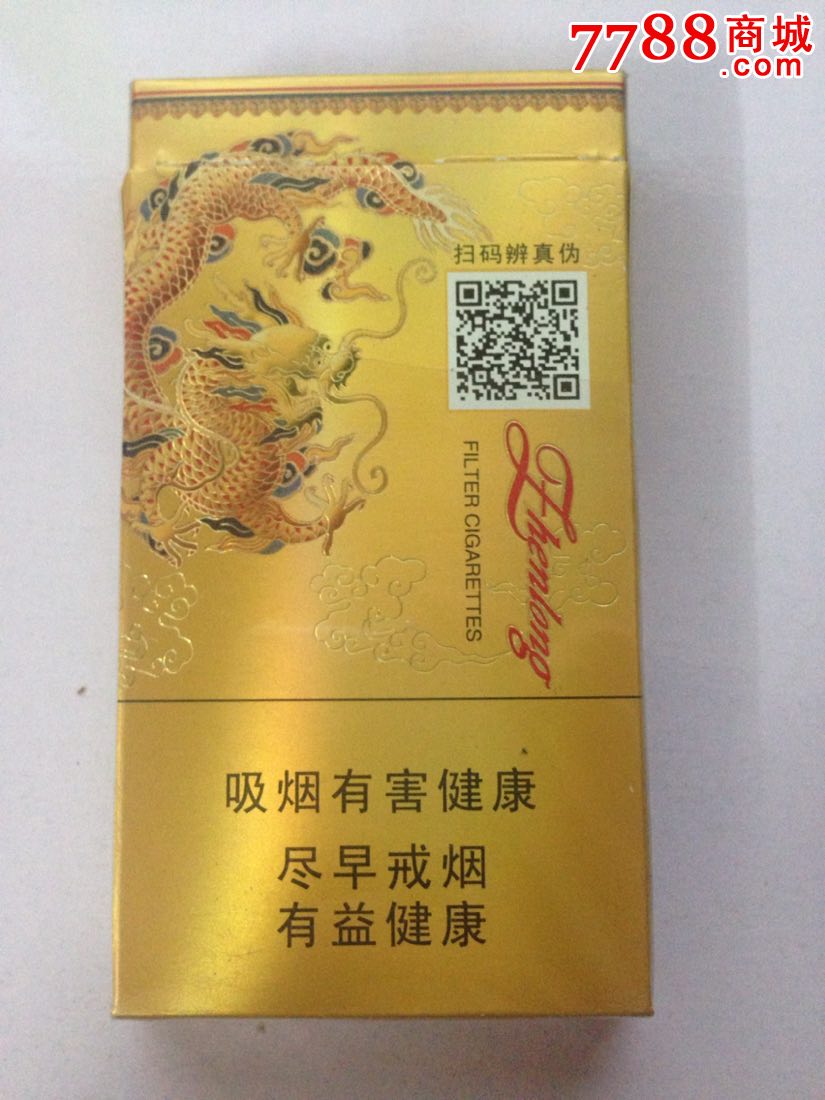 7788商城
.com
扫码辨真伪
Zhenlong
FILTER CIGARETTES
吸烟有害健康
尽早戒烟
有益健康